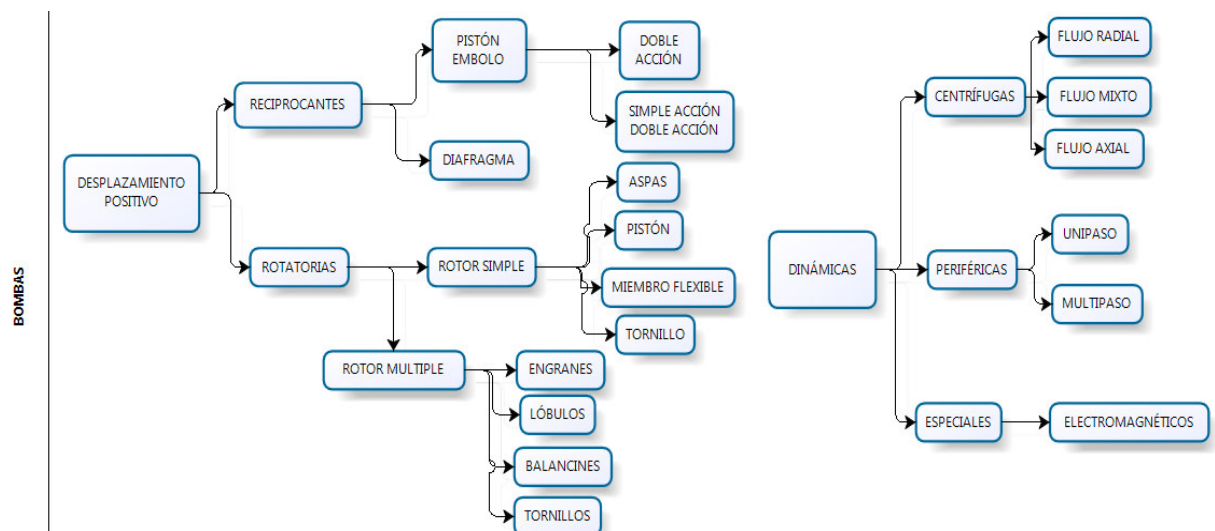 BOMBAS
DESPLAZAMIENTO
POSITIVO
RECIPROCANTES
PISTÓN
EMBOLO
DOBLE
ACCIÓN
SIMPLE ACCIÓN
DOBLE ACCIÓN
DIAFRAGMA
ROTATORIAS
ROTOR SIMPLE
ASPAS
PISTÓN
MIEMBRO FLEXIBLE
TORNILLO
ROTOR MULTIPLE
ENGRANES
LÓBULOS
BALANCINES
TORNILLOS
DINÁMICAS
CENTRÍFUGAS
FLUJO RADIAL
FLUJO MIXTO
FLUJO AXIAL
PERIFÉRICAS
UNIPASO
MULTIPASO
ESPECIALES
ELECTROMAGNÉTICOS